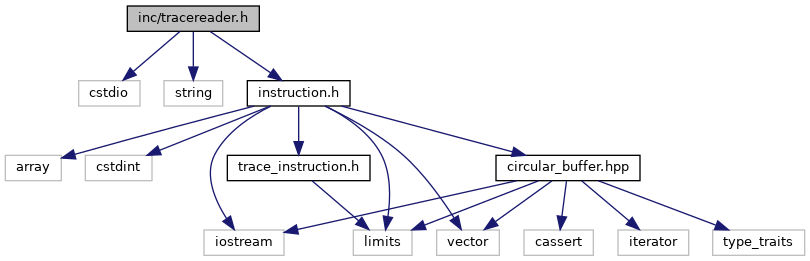 inc/tracereader.h
cstdio
string
instruction.h
array
cstdint
trace_instruction.h
circular_buffer.hpp
iostream
limits
vector
cassert
iterator
type_traits